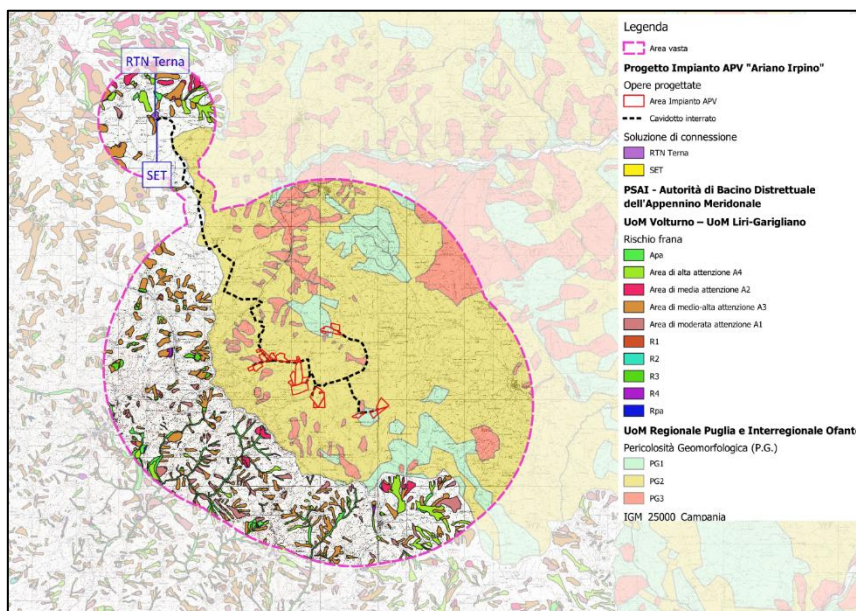 RTN Terna
SET
Legenda
Area vasta
Progetto Impianto APV "Ariano Irpino"
Opere progettate
Area Impianto APV
Cavidotto interrato
Soluzione di connessione
RTN Terna
SET
PSAI - Autorità di Bacino Distrettuale
dell'Appennino Meridionale
UoM Volturno – UoM Liri-Garigliano
Rischio frana
Apa
Area di alta attenzione A4
Area di media attenzione A2
Area di medio-alta attenzione A3
Area di moderata attenzione A1
R1
R2
R3
R4
Rpa
UoM Regionale Puglia e Interregionale Ofanto
Pericolosità Geomorfologica (P.G.)
PG1
PG2
PG3
IGM 25000 Campania